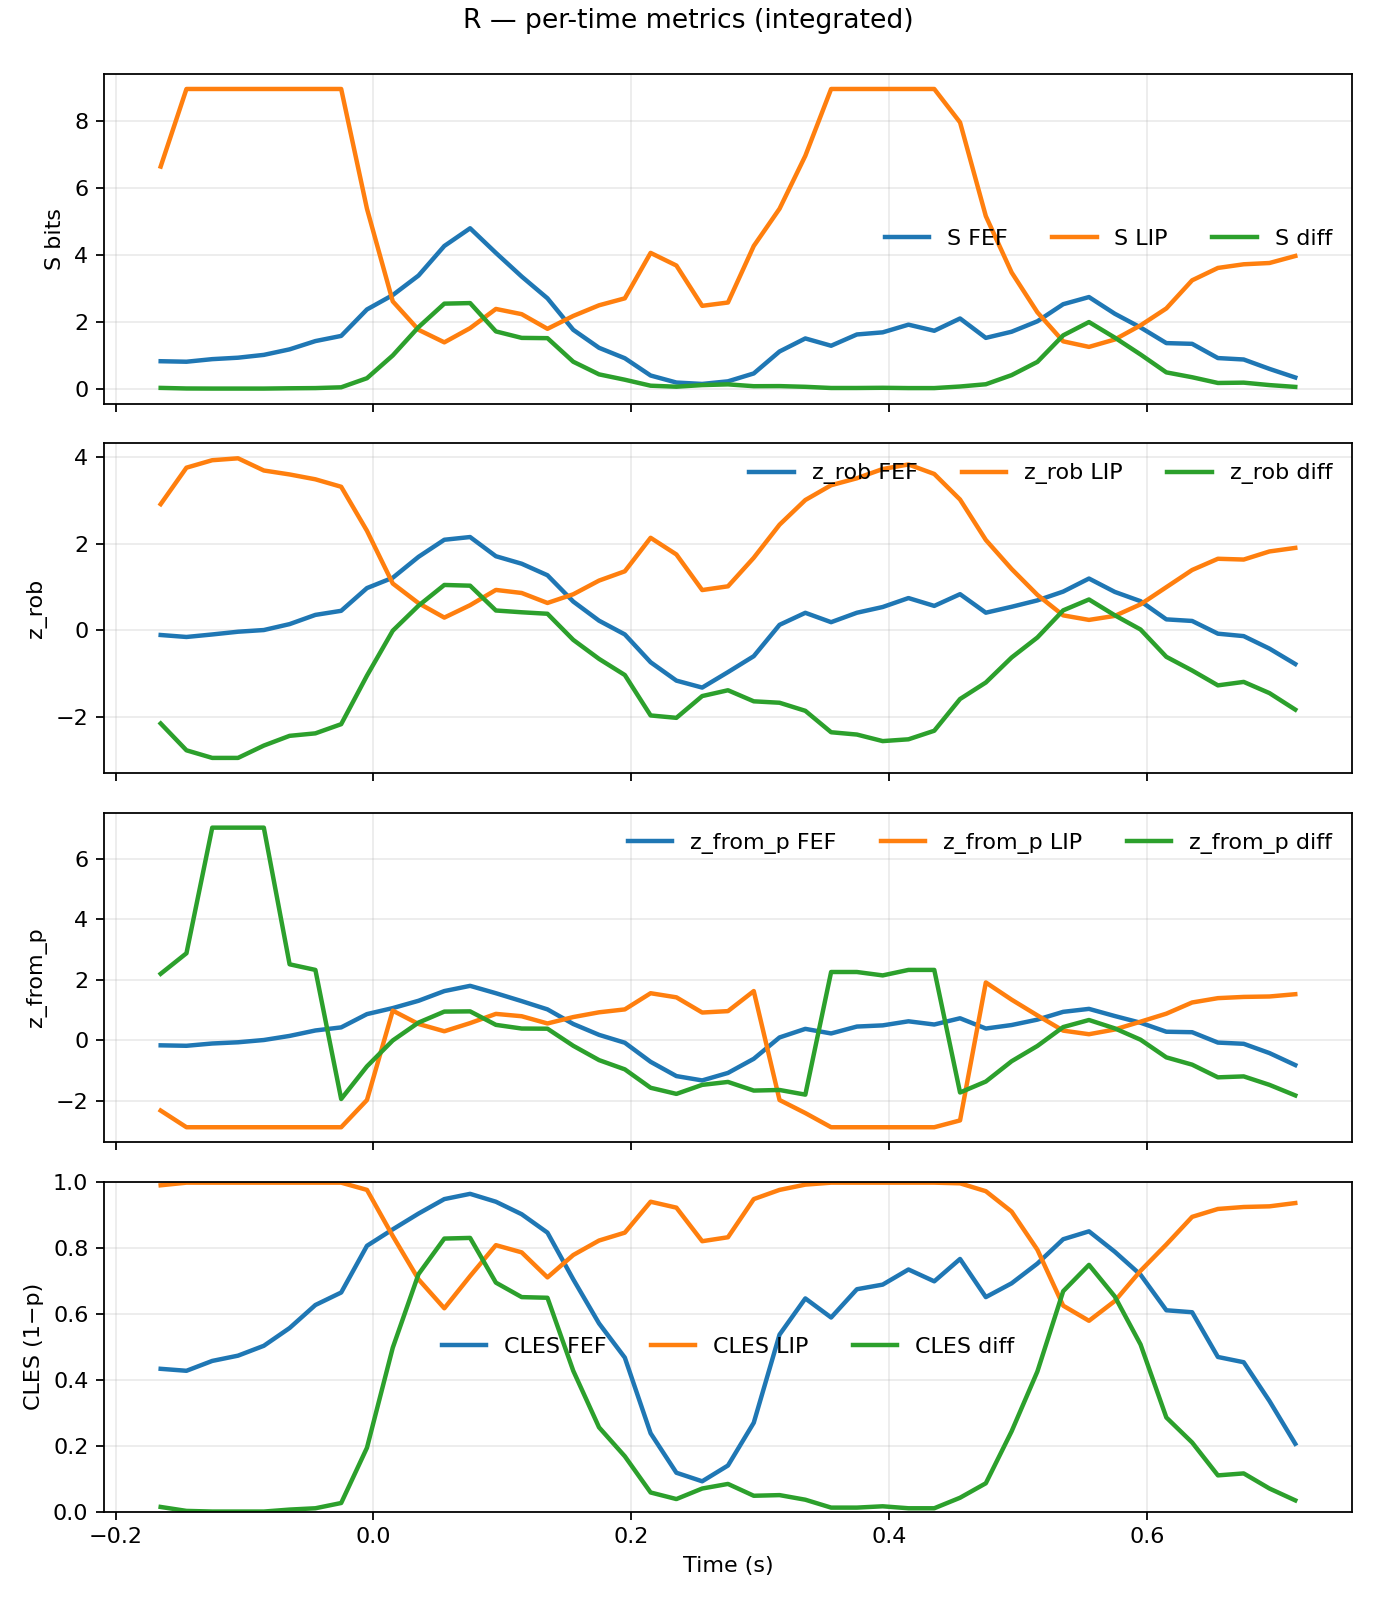 R — per-time metrics (integrated)
8
6
4
2
0
S bits
S FEF S LIP S diff
4
2
0
−2
z_rob
z_rob FEF z_rob LIP z_rob diff
6
4
2
0
−2
z_from_p
z_from_p FEF z_from_p LIP z_from_p diff
1.0
0.8
0.6
0.4
0.2
0.0
CLES (1−p)
CLES FEF CLES LIP CLES diff
−0.2 0.0 0.2 0.4 0.6
Time (s)